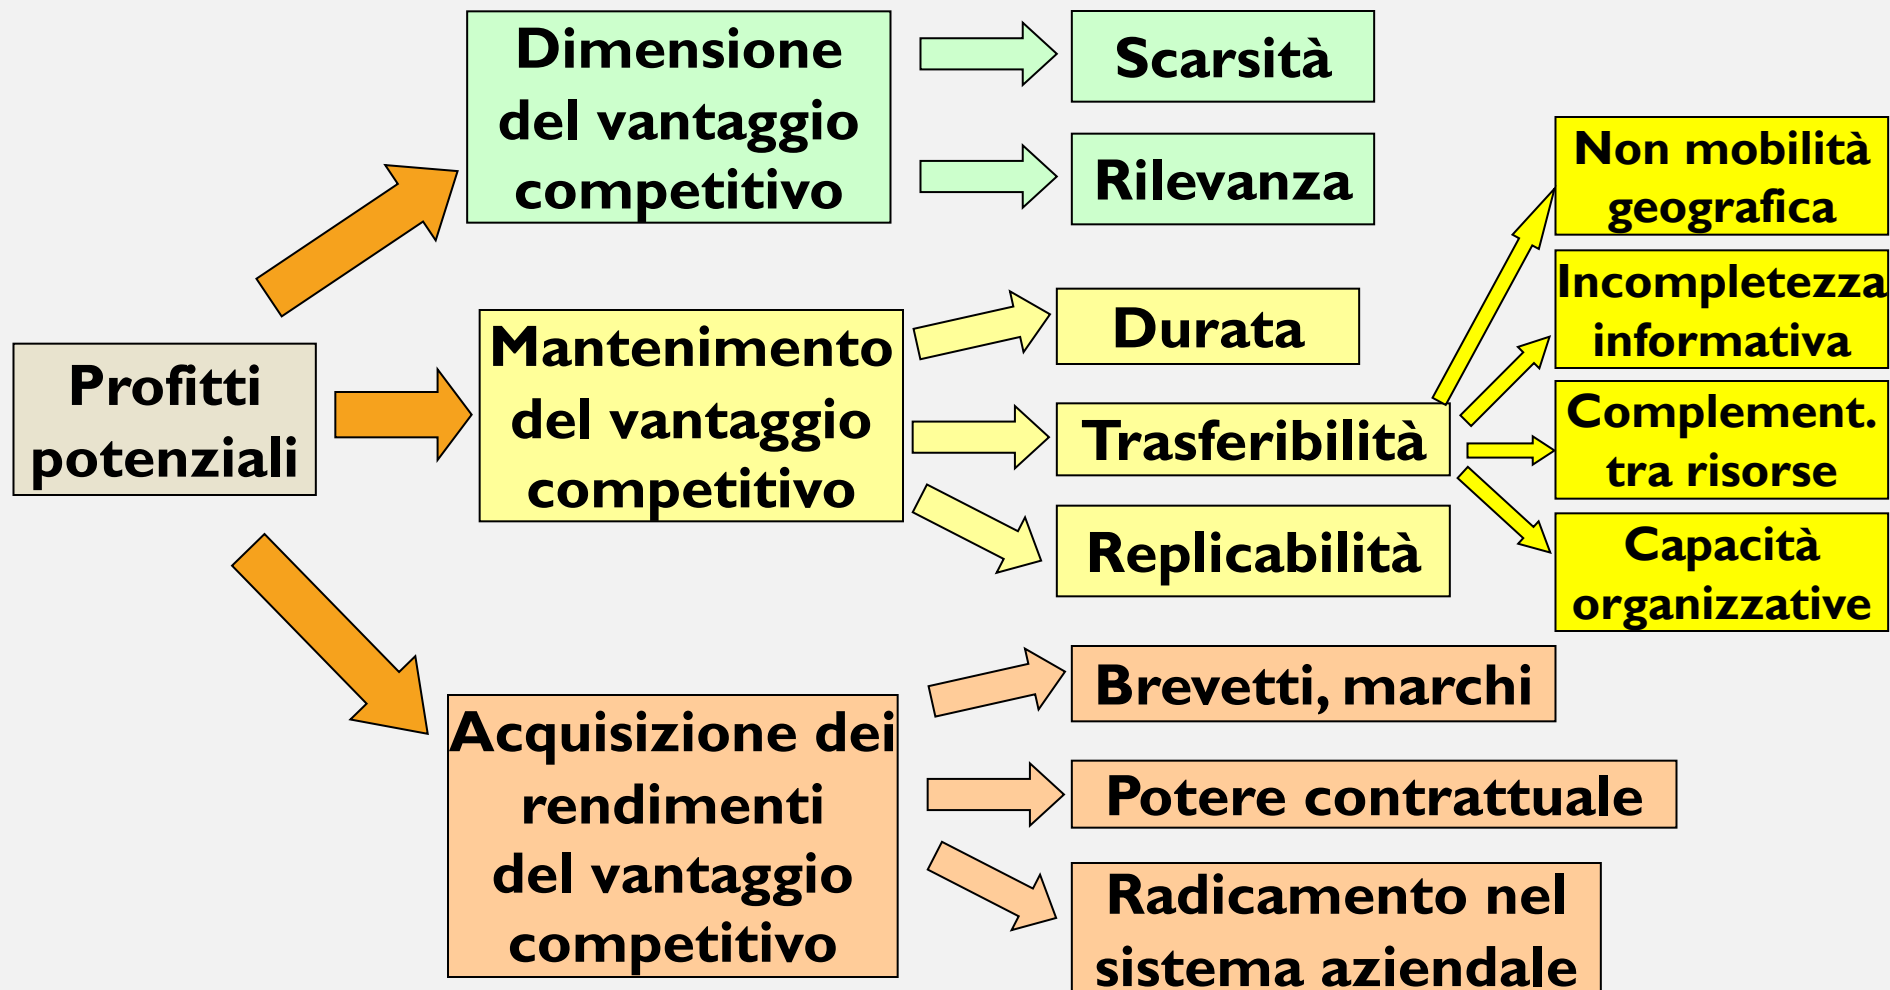 Dimensione
del vantaggio
competitivo
Scarsità
Rilevanza
Profitti
potenziali
Mantenimento
del vantaggio
competitivo
Durata
Trasferibilità
Replicabilità
Non mobilità
geografica
Incompletezza
informativa
Complement.
tra risorse
Capacità
organizzative
Acquisizione dei
rendimenti
del vantaggio
competitivo
Brevetti, marchi
Potere contrattuale
Radicamento nel
sistema aziendale